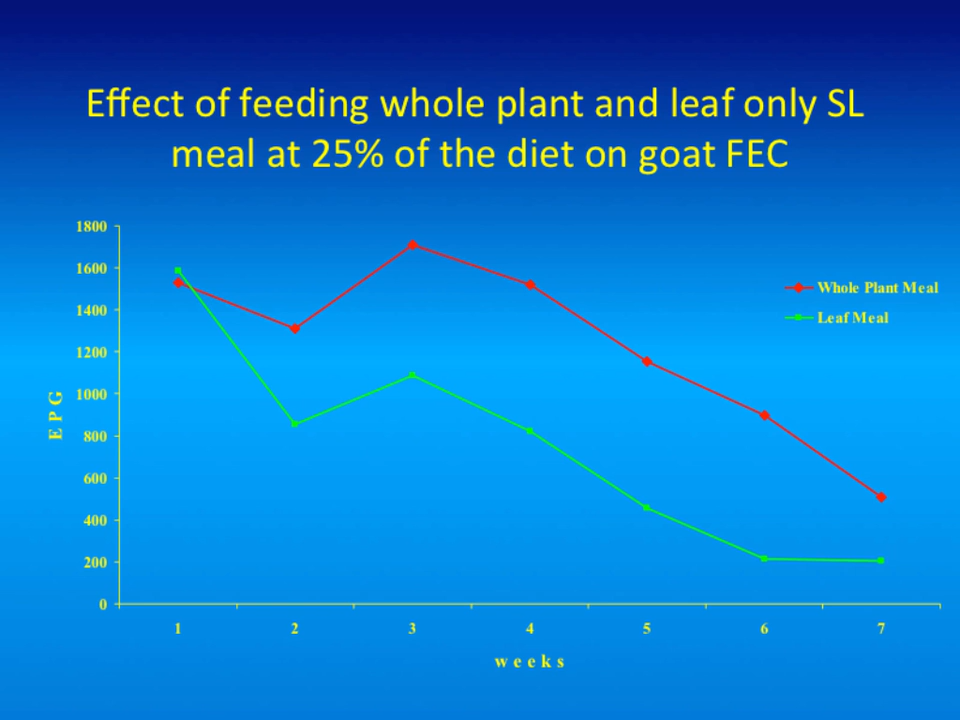 Effect of feeding whole plant and leaf only SL
meal at 25% of the diet on goat FEC
1800
1600
1400
1200
1000
800
600
400
200
0
EPG
1 2 3 4 5 6 7
weeks
Whole Plant Meal
Leaf Meal